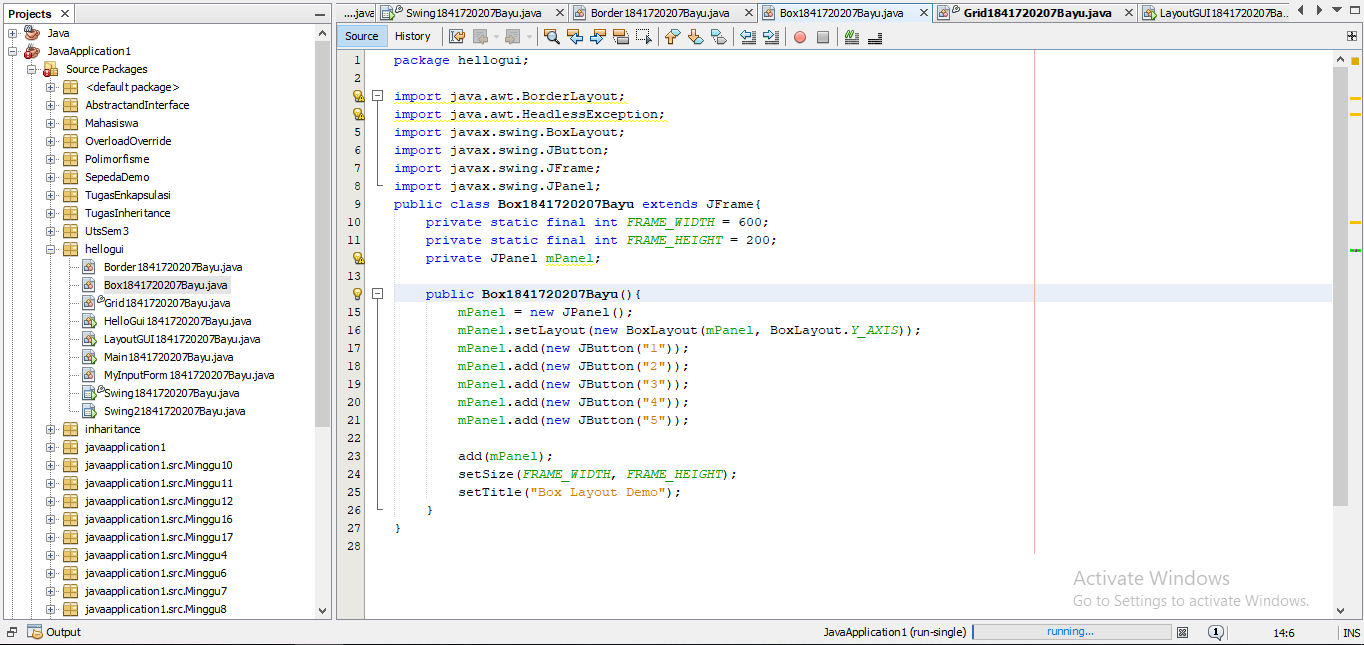 Projects
Java
JavaApplication1
Source Packages
<default package>
AbstractandInterface
Mahasiswa
OverloadOverride
Polimorfisme
SepedaDemo
TugasEnkapsulasi
TugasInheritance
UtsSem3
hellogui
Border1841720207Bayu.java
Box1841720207Bayu.java
Grid1841720207Bayu.java
HelloGui1841720207Bayu.java
LayoutGUI1841720207Bayu.java
Main1841720207Bayu.java
MyInputForm1841720207Bayu.java
Swing1841720207Bayu.java
Swing21841720207Bayu.java
inharitance
javaapplication1
javaapplication1.src.Minggu10
javaapplication1.src.Minggu11
javaapplication1.src.Minggu12
javaapplication1.src.Minggu16
javaapplication1.src.Minggu17
javaapplication1.src.Minggu4
javaapplication1.src.Minggu6
javaapplication1.src.Minggu7
javaapplication1.src.Minggu8
...java Swing1841720207Bayu.java Border1841720207Bayu.java Box1841720207Bayu.java Grid1841720207Bayu.java LayoutGUI1841720207Ba...
Source History
1 package hellogui;
2
import java.awt.BorderLayout;
import java.awt.HeadlessException;
5 import javax.swing.BoxLayout;
6 import javax.swing.JButton;
7 import javax.swing.JFrame;
8 import javax.swing.JPanel;
9 public class Box1841720207Bayu extends JFrame{
10 private static final int FRAME_WIDTH = 600;
11 private static final int FRAME_HEIGHT = 200;
private JPanel mPanel;
13
public Box1841720207Bayu(){
15 mPanel = new JPanel();
16 mPanel.setLayout(new BoxLayout(mPanel, BoxLayout.Y_AXIS));
17 mPanel.add(new JButton("1"));
18 mPanel.add(new JButton("2"));
19 mPanel.add(new JButton("3"));
20 mPanel.add(new JButton("4"));
21 mPanel.add(new JButton("5"));
22
23 add(mPanel);
24 setSize(FRAME_WIDTH, FRAME_HEIGHT);
25 setTitle("Box Layout Demo");
26 }
27 }
28
Activate Windows
Go to Settings to activate Windows.
Output JavaApplication1 (run-single) running... 1 14:6 INS